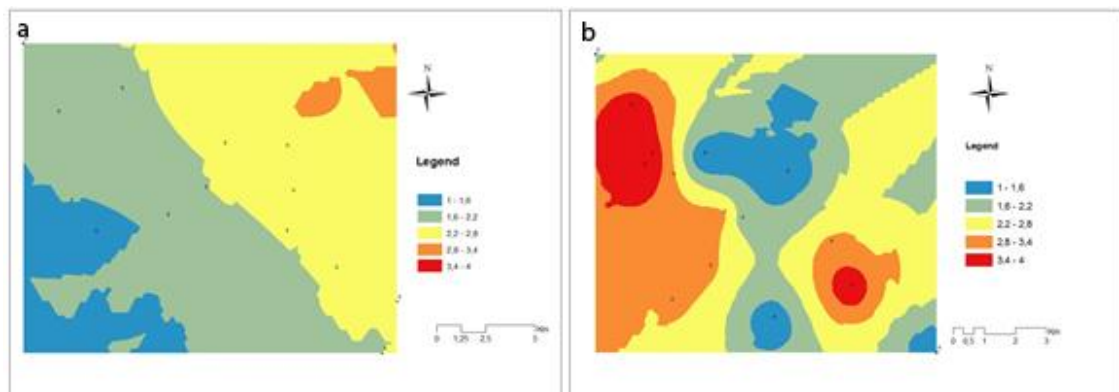 a
N
Legend
1 - 1,6
1,6 - 2,2
2,2 - 2,8
2,8 - 3,4
3,4 - 4
0 1,25 2,5 5
b
N
Legend
1 - 1,6
1,6 - 2,2
2,2 - 2,8
2,8 - 3,4
3,4 - 4
0 0,5 1 2 3